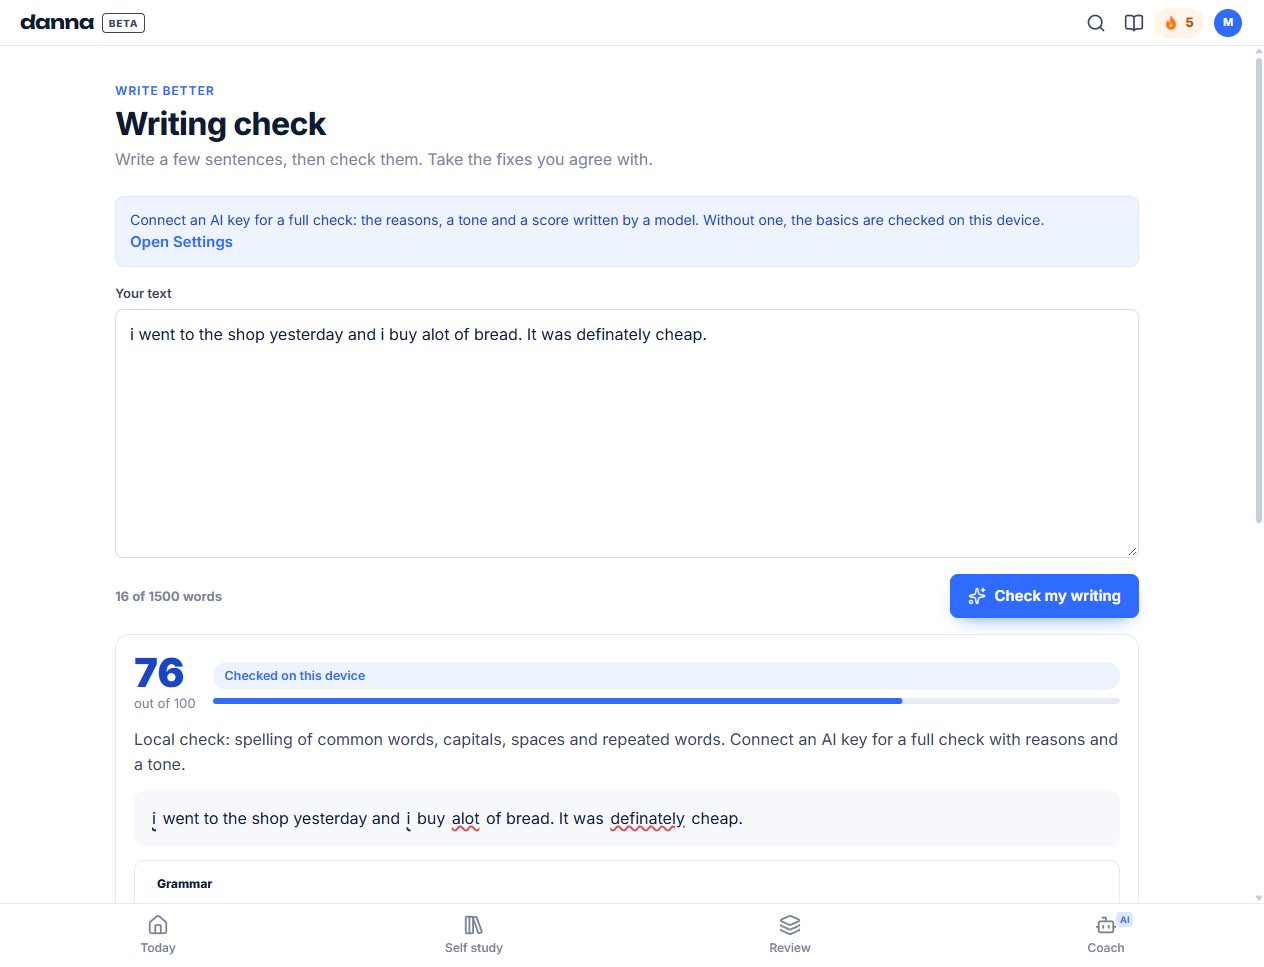 danna BETA
5
M
WRITE BETTER
Writing check
Write a few sentences, then check them. Take the fixes you agree with.
Connect an AI key for a full check: the reasons, a tone and a score written by a model. Without one, the basics are checked on this device.
Open Settings
Your text
i went to the shop yesterday and i buy alot of bread. It was definately cheap.
16 of 1500 words
Check my writing
76
Checked on this device
out of 100
Local check: spelling of common words, capitals, spaces and repeated words. Connect an AI key for a full check with reasons and
a tone.
i went to the shop yesterday and i buy alot of bread. It was definately cheap.
Grammar
AI
Today
Self study
Review
Coach